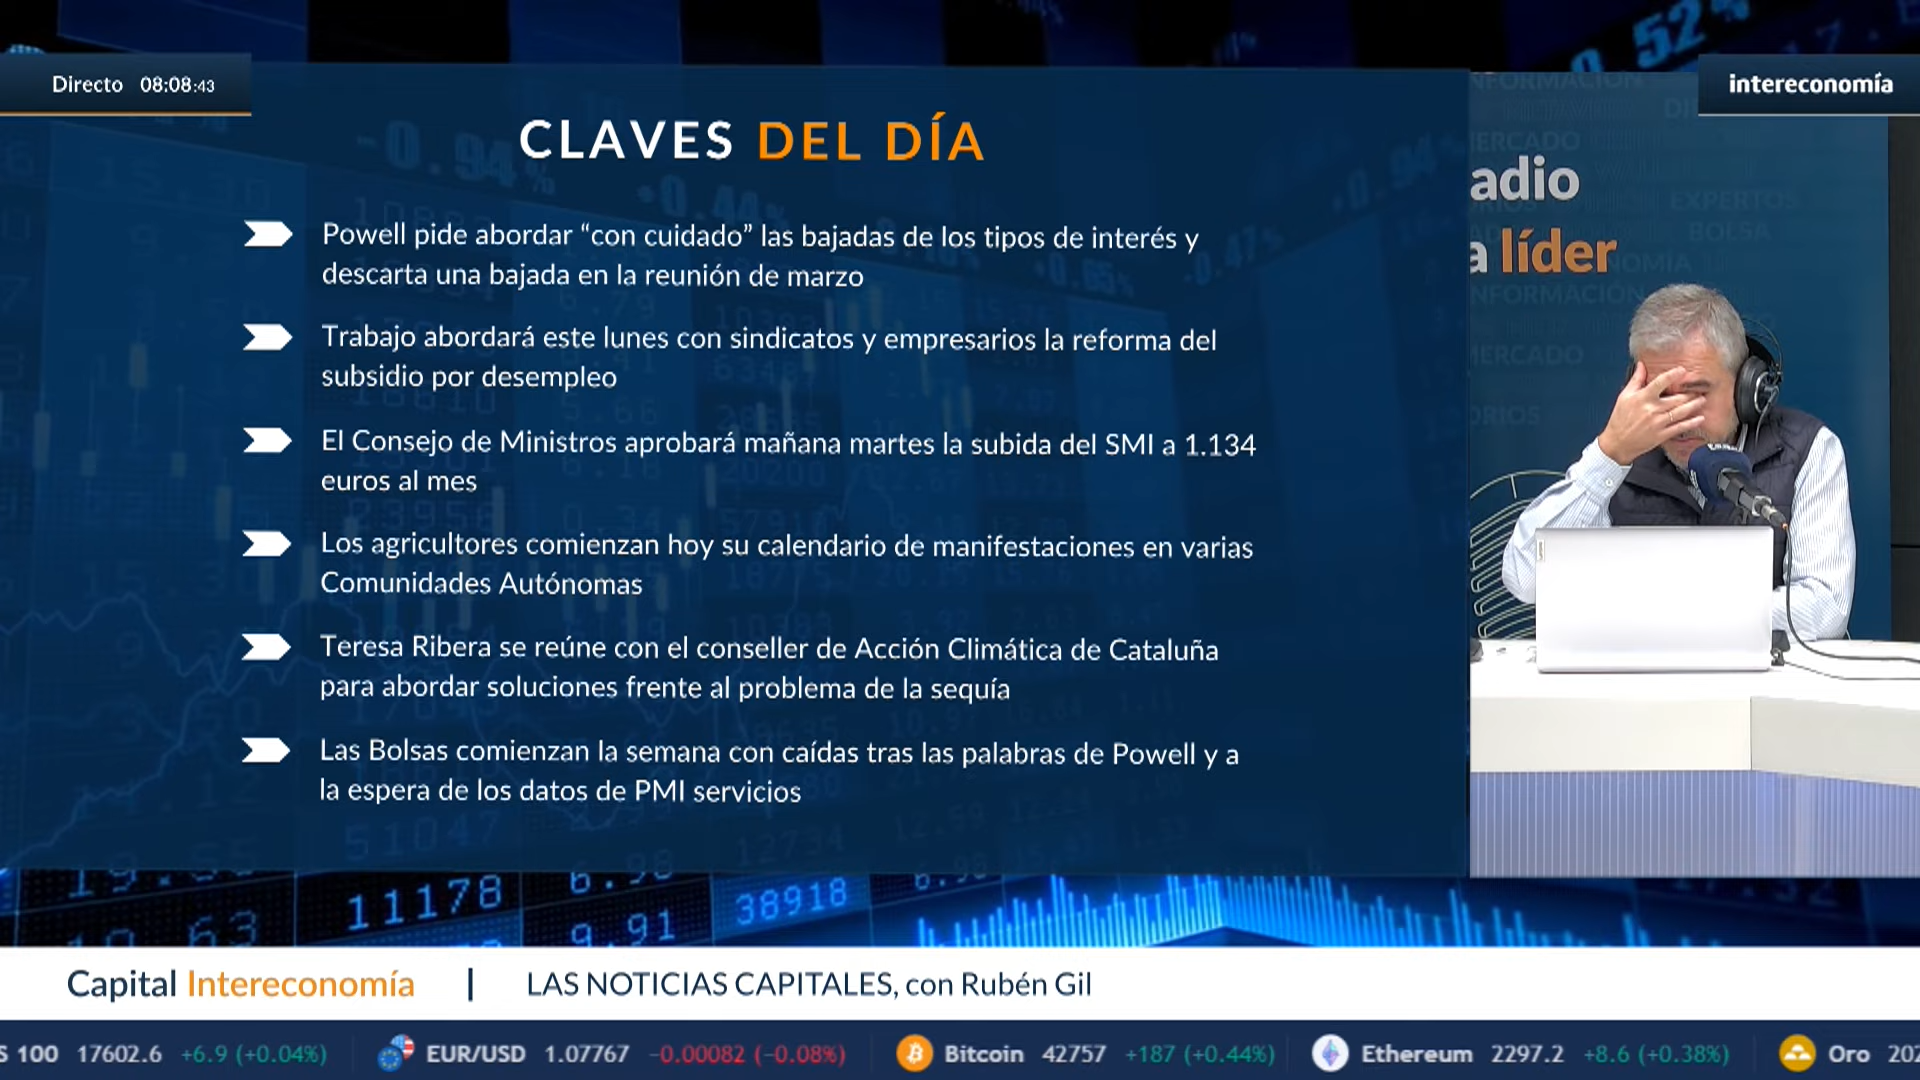 Directo 08:08:43
intereconomía
CLAVES DEL DÍA
Powell pide abordar “con cuidado” las bajadas de los tipos de interés y
descarta una bajada en la reunión de marzo
Trabajo abordará este lunes con sindicatos y empresarios la reforma del
subsidio por desempleo
El Consejo de Ministros aprobará mañana martes la subida del SMI a 1.134
euros al mes
Los agricultores comienzan hoy su calendario de manifestaciones en varias
Comunidades Autónomas
Teresa Ribera se reúne con el conseller de Acción Climática de Cataluña
para abordar soluciones frente al problema de la sequía
Las Bolsas comienzan la semana con caídas tras las palabras de Powell y a
la espera de los datos de PMI servicios
adio
a líder
EXPERTOS
BOLSA
11178
38918
9.91
Capital Intereconomía | LAS NOTICIAS CAPITALES, con Rubén Gil
S 100 17602.6 +6.9 (+0.04%) EUR/USD 1.07767 -0.00082 (-0.08%) Bitcoin 42757 +187 (+0.44%) Ethereum 2297.2 +8.6 (+0.38%) Oro 202